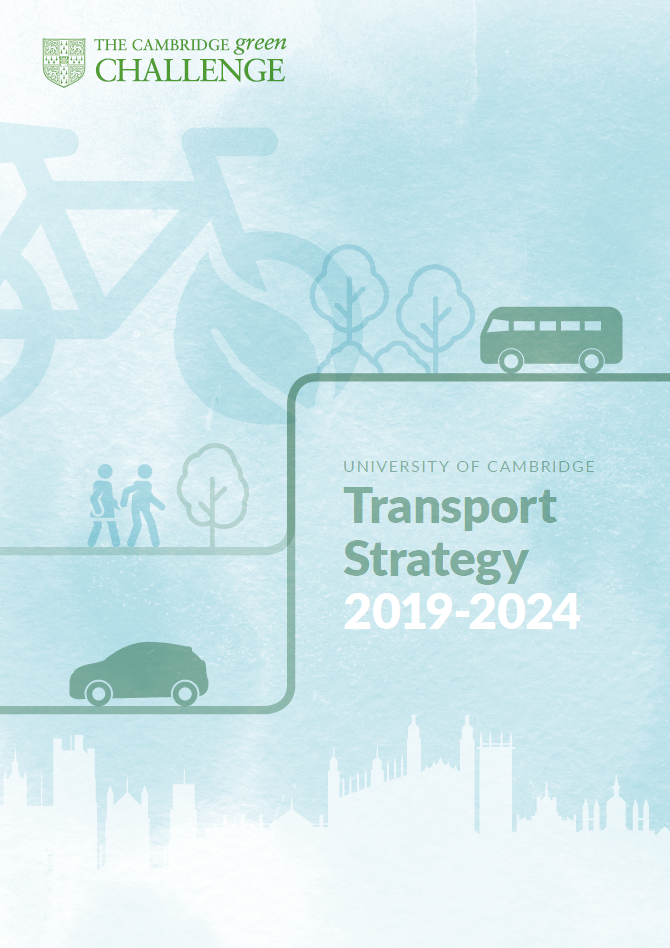 THE CAMBRIDGE green
CHALLENGE
UNIVERSITY OF CAMBRIDGE
Transport
Strategy
2019-2024